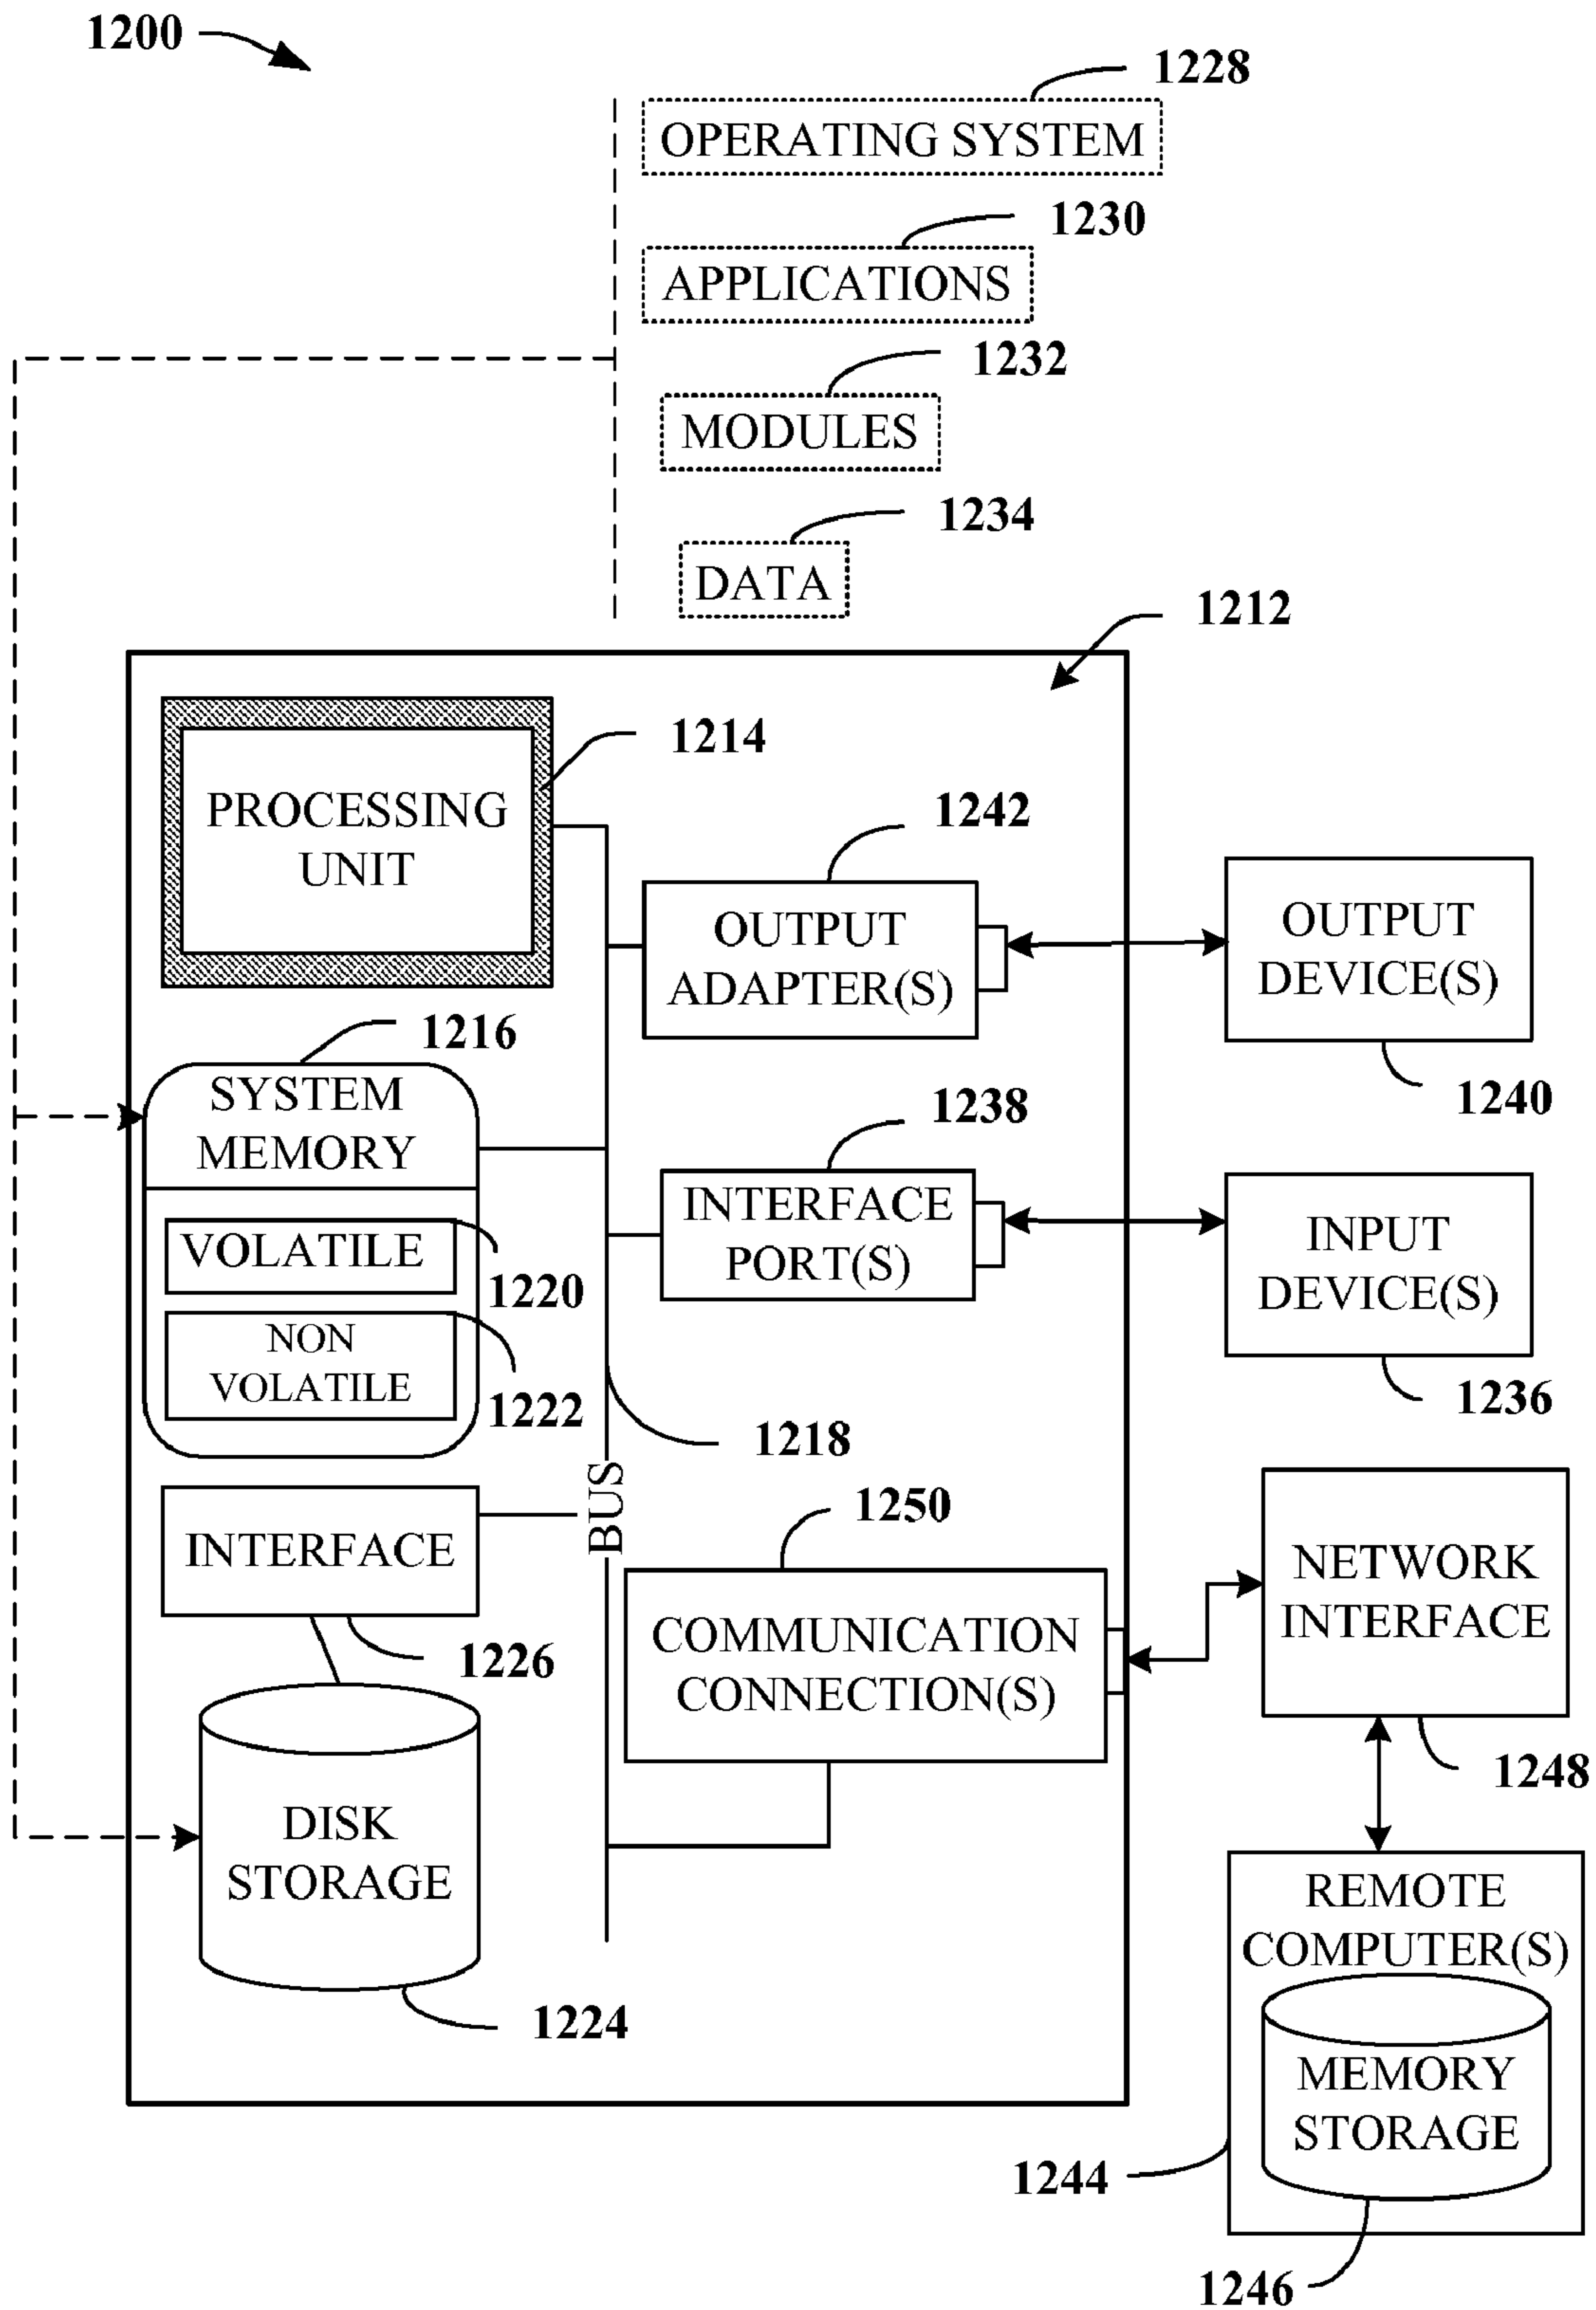 1200
1228
OPERATING SYSTEM
1230
APPLICATIONS
1232
MODULES
1234
DATA
1212
1214
PROCESSING
UNIT
1242
OUTPUT
ADAPTER(S)
OUTPUT
DEVICE(S)
1240
1216
SYSTEM
MEMORY
1238
INTERFACE
PORT(S)
INPUT
DEVICE(S)
1236
VOLATILE
1220
NON
VOLATILE
1222
1218
BUS
INTERFACE
1226
1250
COMMUNICATION
CONNECTION(S)
NETWORK
INTERFACE
1248
DISK
STORAGE
1224
REMOTE
COMPUTER(S)
MEMORY
STORAGE
1244
1246